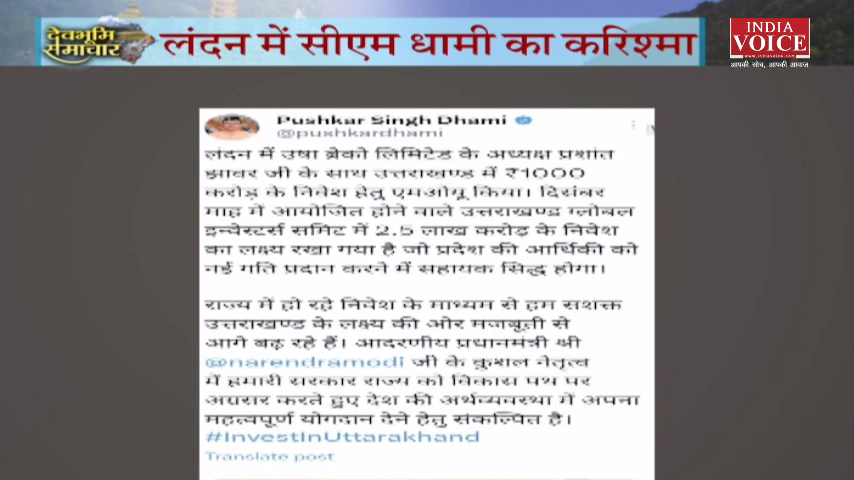 देवभूमि
समाचार
लंदन में सीएम धामी का करिश्मा
INDIA
VOICE
आपकी सोच, आपकी आवाज़
Pushkar Singh Dhami
@pushkardhami
लंदन में उषा ब्रेको लिमिटेड के अध्यक्ष प्रशांत
झावर जी के साथ उत्तराखण्ड में ₹1000
करोड़ के निवेश हेतु एमओयू किया। दिसंबर
माह में आयोजित होने वाले उत्तराखण्ड ग्लोबल
इन्वेस्टर्स समिट में 2.5 लाख करोड़ के निवेश
का लक्ष्य रखा गया है जो प्रदेश की आर्थिकी को
नई गति प्रदान करने में सहायक सिद्ध होगा।
राज्य में हो रहे निवेश के माध्यम से हम सशक्त
उत्तराखण्ड के लक्ष्य की ओर मजबूती से
आगे बढ़ रहे हैं। आदरणीय प्रधानमंत्री श्री
@narendramodi जी के कुशल नेतृत्व
में हमारी सरकार राज्य को विकास पथ पर
अग्रसर करते हुए देश की अर्थव्यवस्था में अपना
महत्वपूर्ण योगदान देने हेतु संकल्पित है।
#InvestInUttarakhand
Translate post